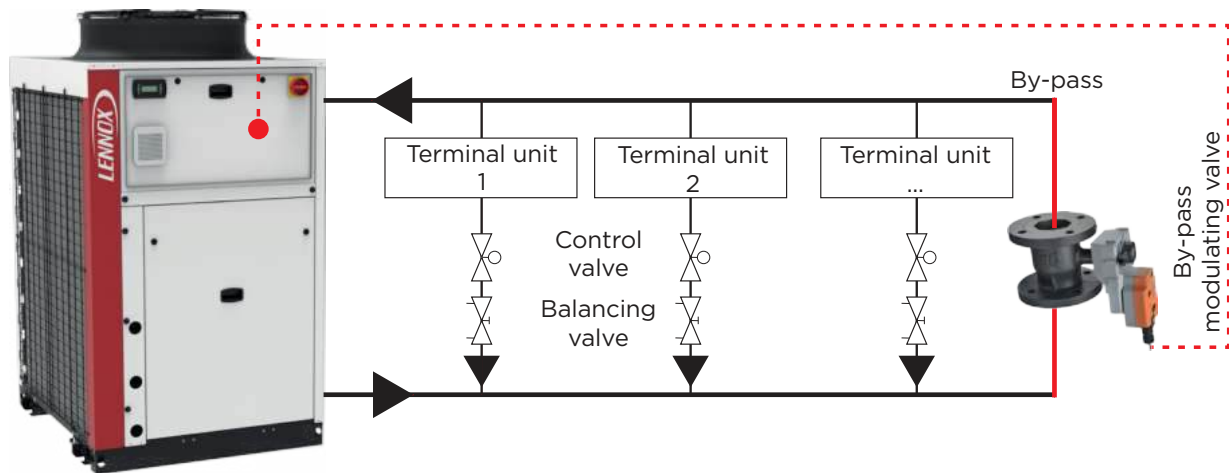 LENNOX
By-pass
Terminal unit
1
Terminal unit
2
Terminal unit
...
Control
valve
Balancing
valve
By-pass
modulating valve